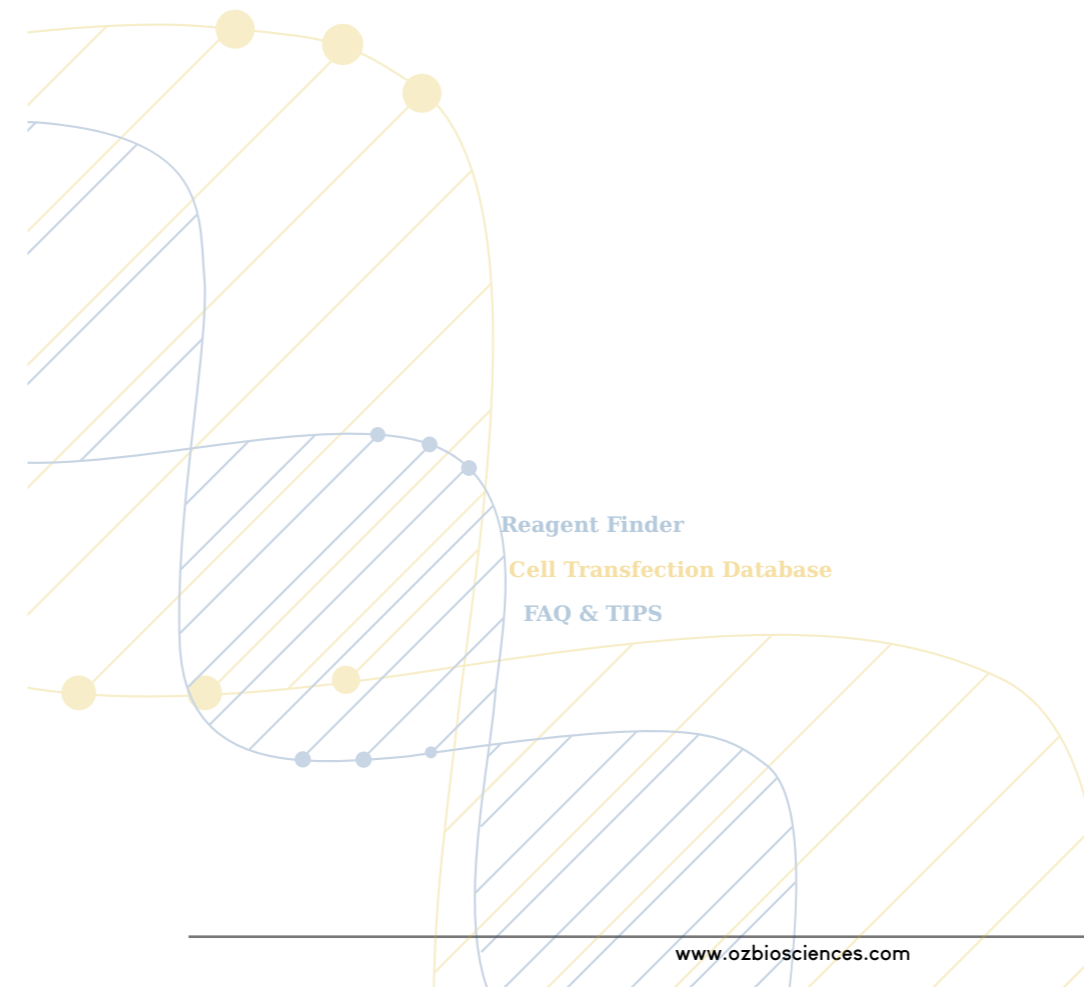 Reagent Finder
Cell Transfection Database
FAQ & TIPS
www.ozbiosciences.com